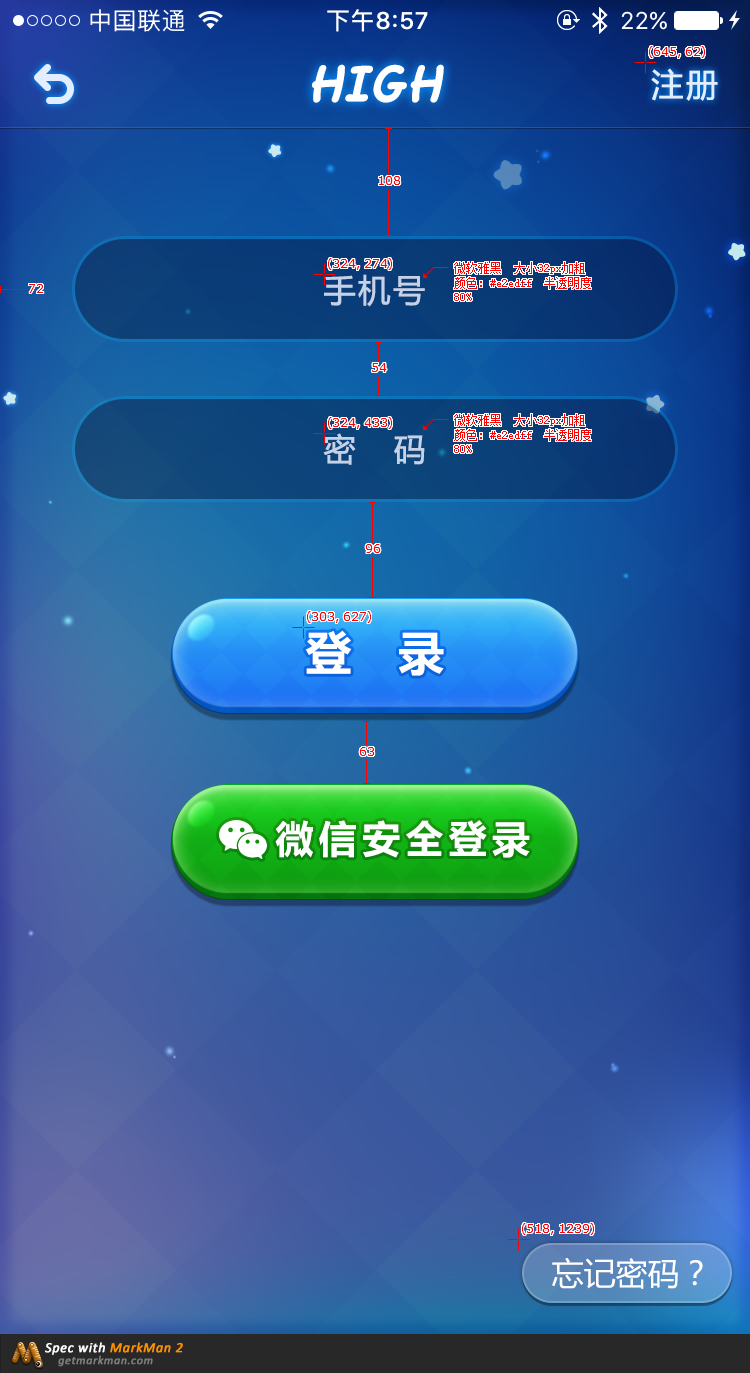 中国联通 下午8:57 22%
(645, 62)
HIGH 注册
108
(324, 274)
手机号
微软雅黑 大小32px加粗
颜色：#e2edff 半透明度
80%
72
54
(324, 433)
密 码
微软雅黑 大小32px加粗
颜色：#e2edff 半透明度
80%
96
(303, 627)
登 录
63
微信安全登录
(518, 1239)
忘记密码？
Spec with MarkMan 2
getmarkman.com